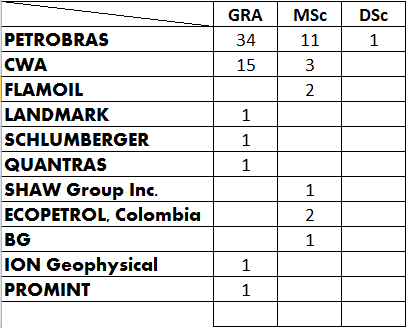 GRA MSc DSc
PETROBRAS 34 11 1
CWA 15 3
FLAMOIL 2
LANDMARK 1
SCHLUMBERGER 1
QUANTRAS 1
SHAW Group Inc. 1
ECOPETROL, Colombia 2
BG 1
ION Geophysical 1
PROMINT 1